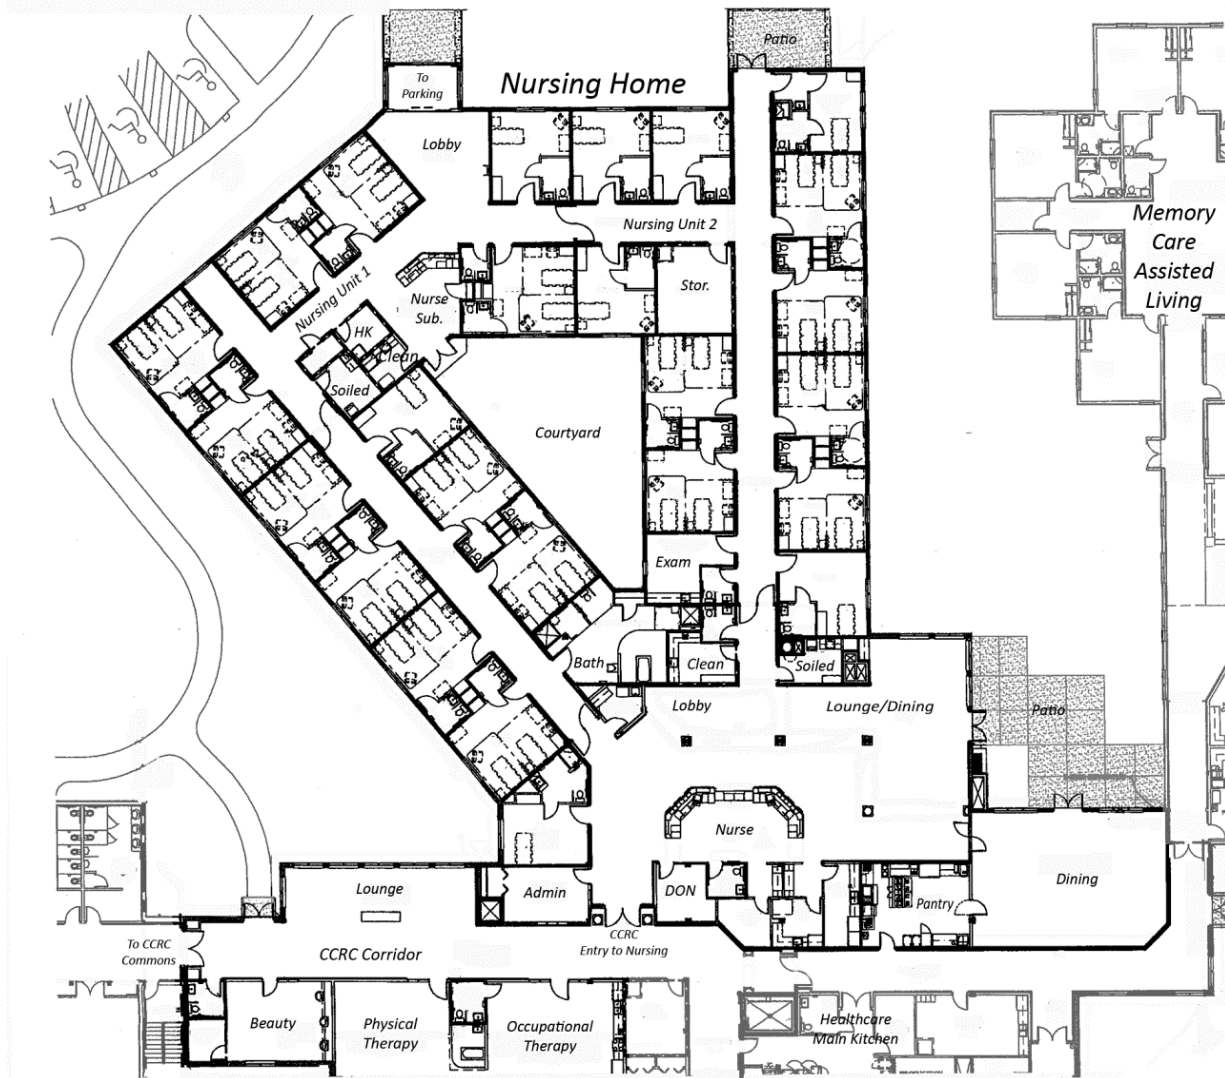 Patio
To
Parking
Nursing Home
Lobby
Nursing Unit 2
Memory
Care
Assisted
Living
Nursing Unit 1
Nurse
Sub.
Stor.
HK
Clean
Soiled
Courtyard
Exam
Bath
Clean
Soiled
Lobby
Lounge/Dining
Patio
Nurse
Lounge
Admin
DON
Pantry
Dining
To CCRC
Commons
CCRC Corridor
CCRC
Entry to Nursing
Beauty
Physical
Therapy
Occupational
Therapy
Healthcare
Main Kitchen